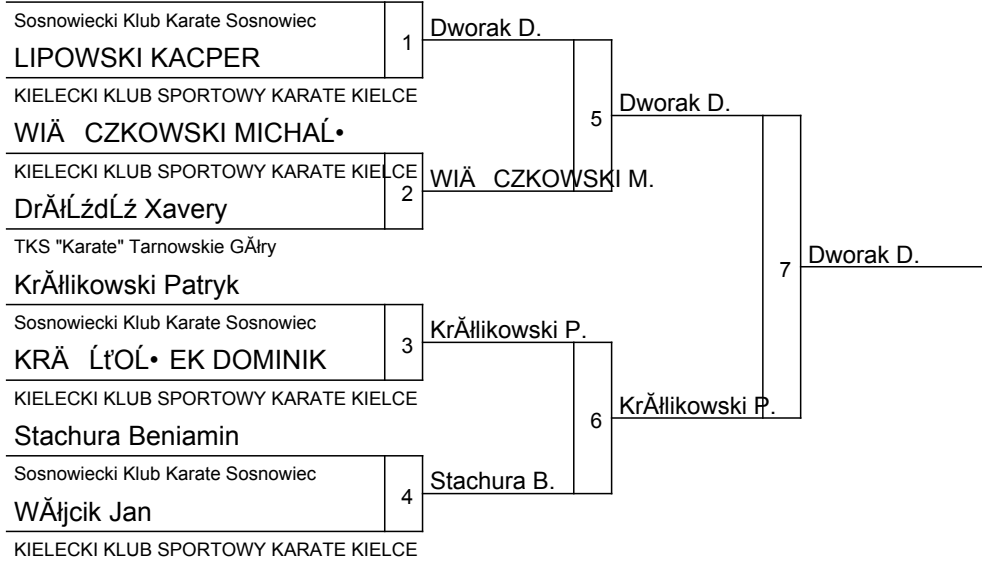 Sosnowiecki Klub Karate Sosnowiec
1
Dworak D.
LIPOWSKI KACPER
KIELECKI KLUB SPORTOWY KARATE KIELCE
5
Dworak D.
WIÄ CZKOWSKI MICHAĹ•
KIELECKI KLUB SPORTOWY KARATE KIELCE
2
WIÄ CZKOWSKI M.
DrĂłĹźdĹź Xavery
TKS "Karate" Tarnowskie GĂłry
7
Dworak D.
KrĂłlikowski Patryk
Sosnowiecki Klub Karate Sosnowiec
3
KrĂłlikowski P.
KRÄ ĹťOĹ• EK DOMINIK
KIELECKI KLUB SPORTOWY KARATE KIELCE
6
KrĂłlikowski P.
Stachura Beniamin
Sosnowiecki Klub Karate Sosnowiec
4
Stachura B.
WĂłjcik Jan
KIELECKI KLUB SPORTOWY KARATE KIELCE